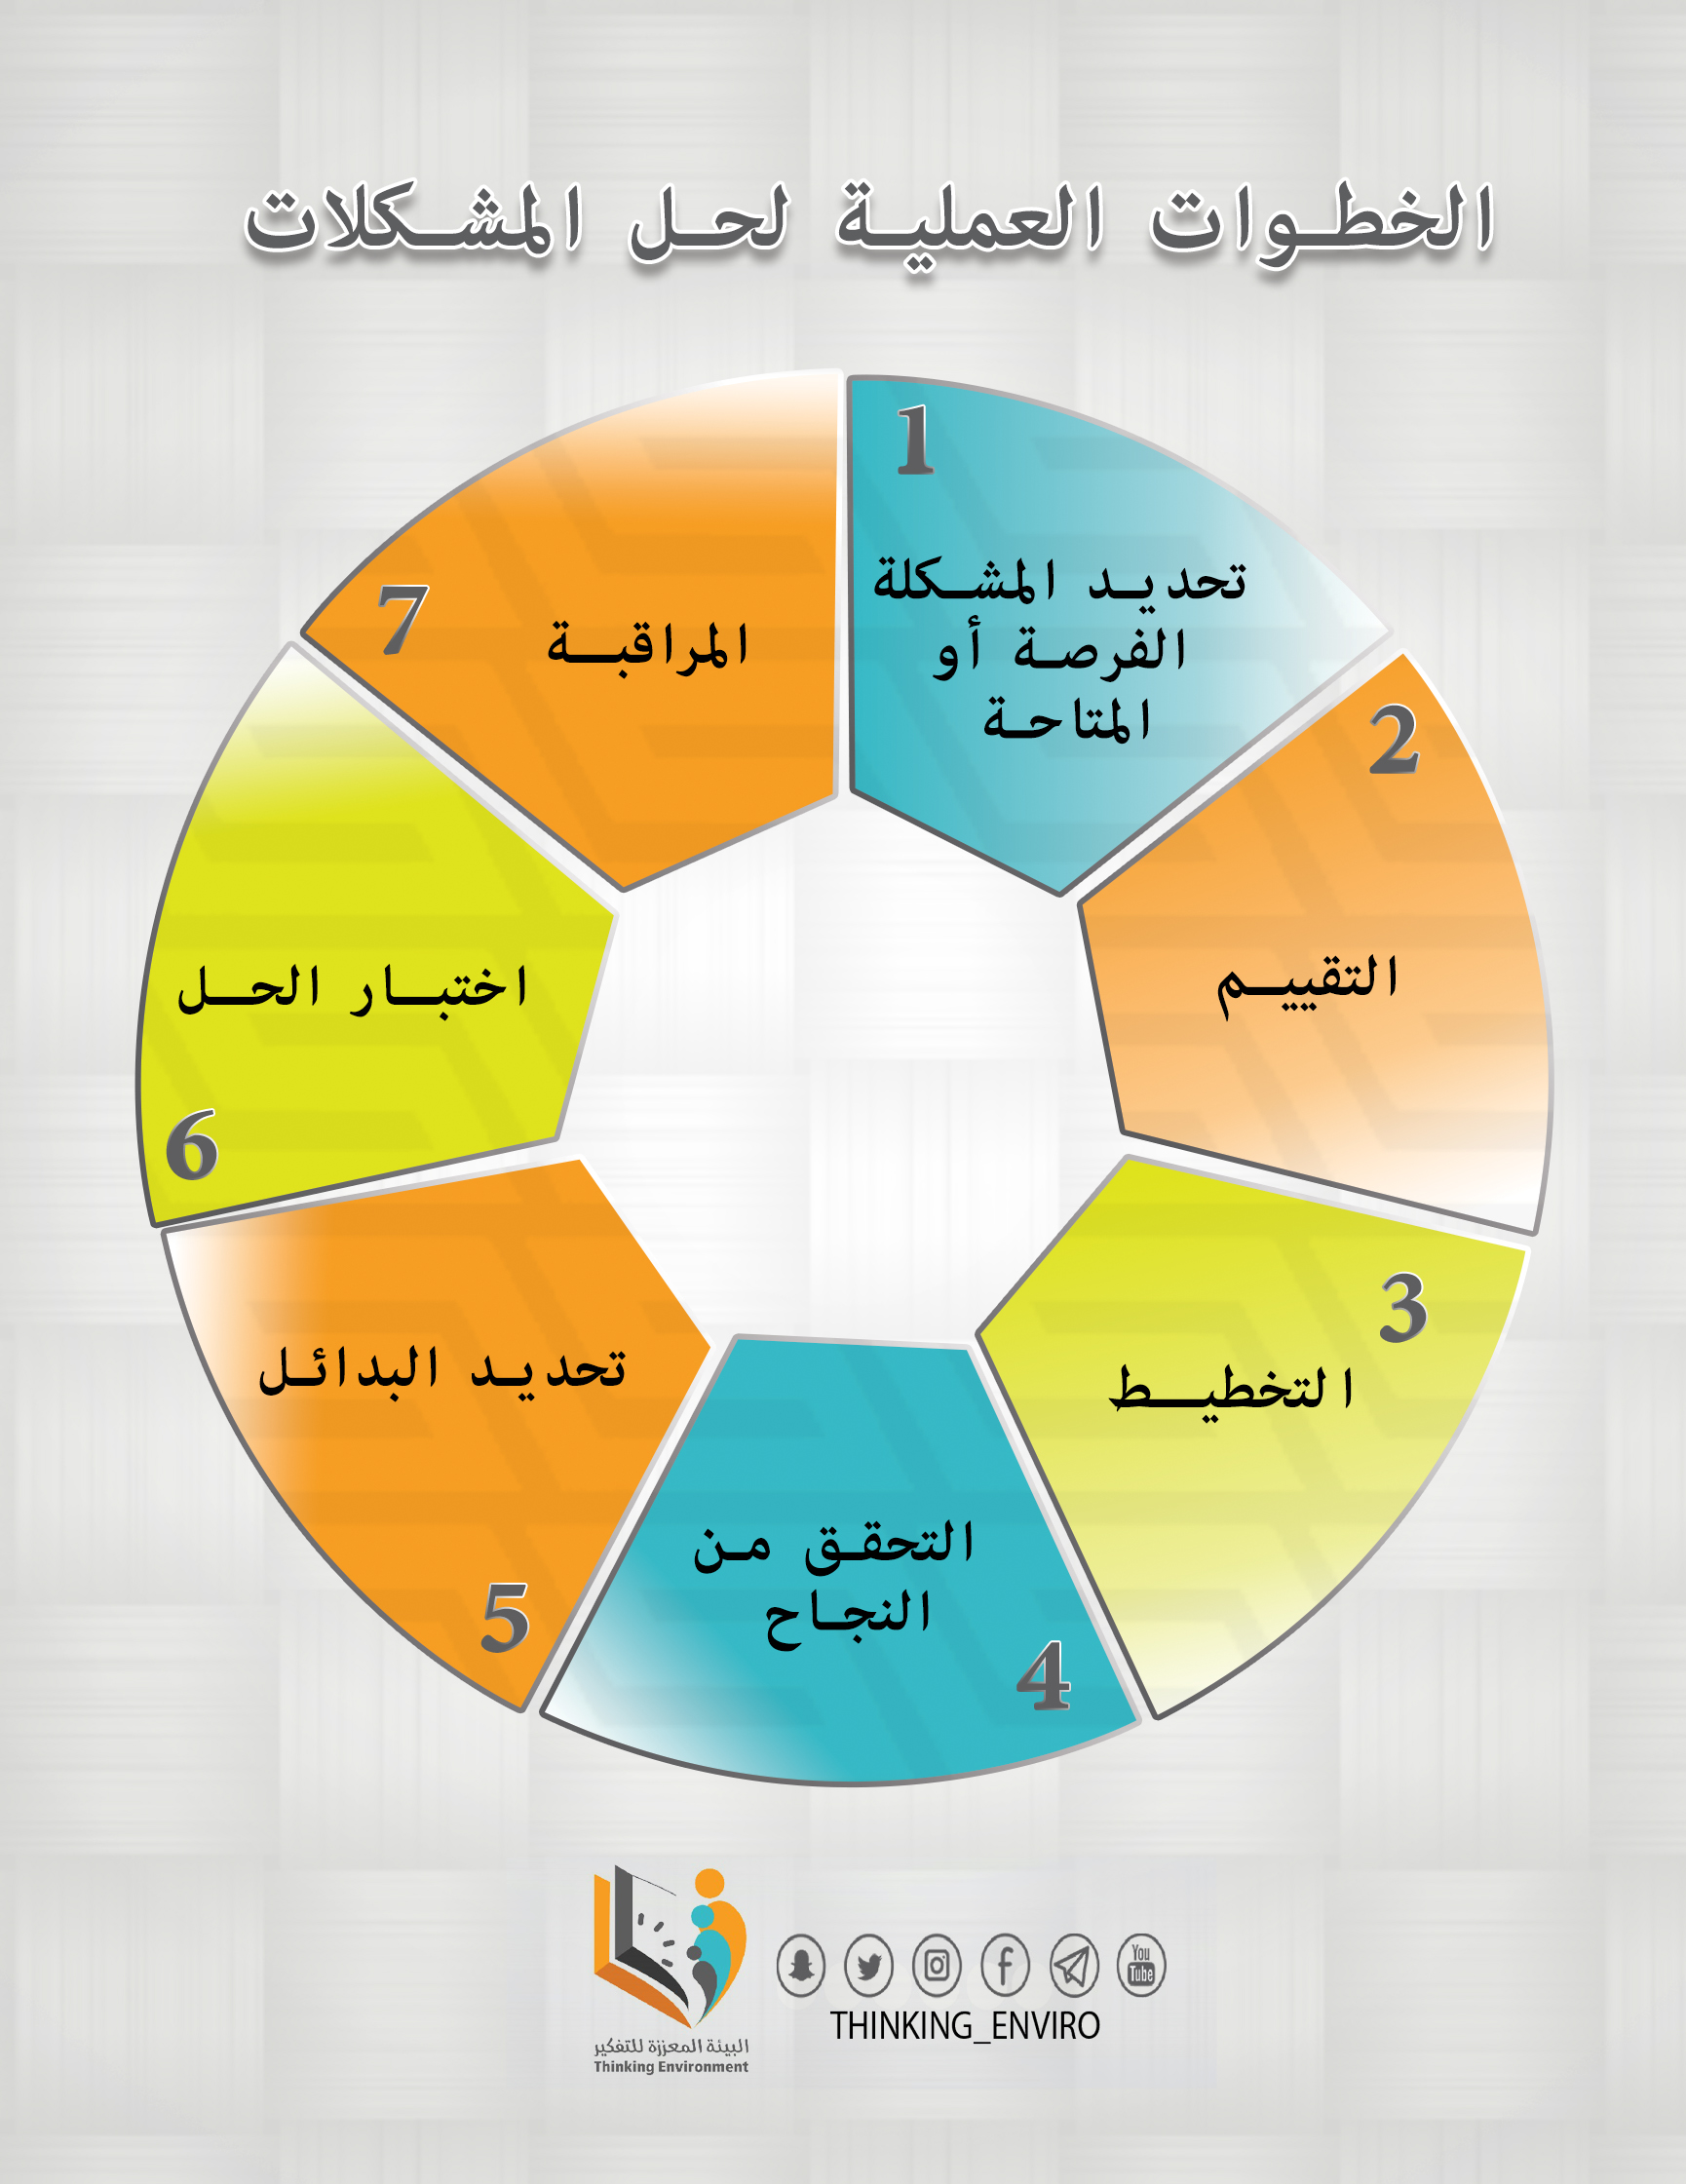 الخطوات العملية لحل المشكلات
1
تحديد المشكلة
الفرصة أو
المتاحة
2
التقييم
3
التخطيط
4
التحقق من
النجاح
5
تحديد البدائل
6
اختبار الحل
7
المراقبة
You
Tube
THINKING_ENVIRO
البيئة المعززة للتفكير
Thinking Environment